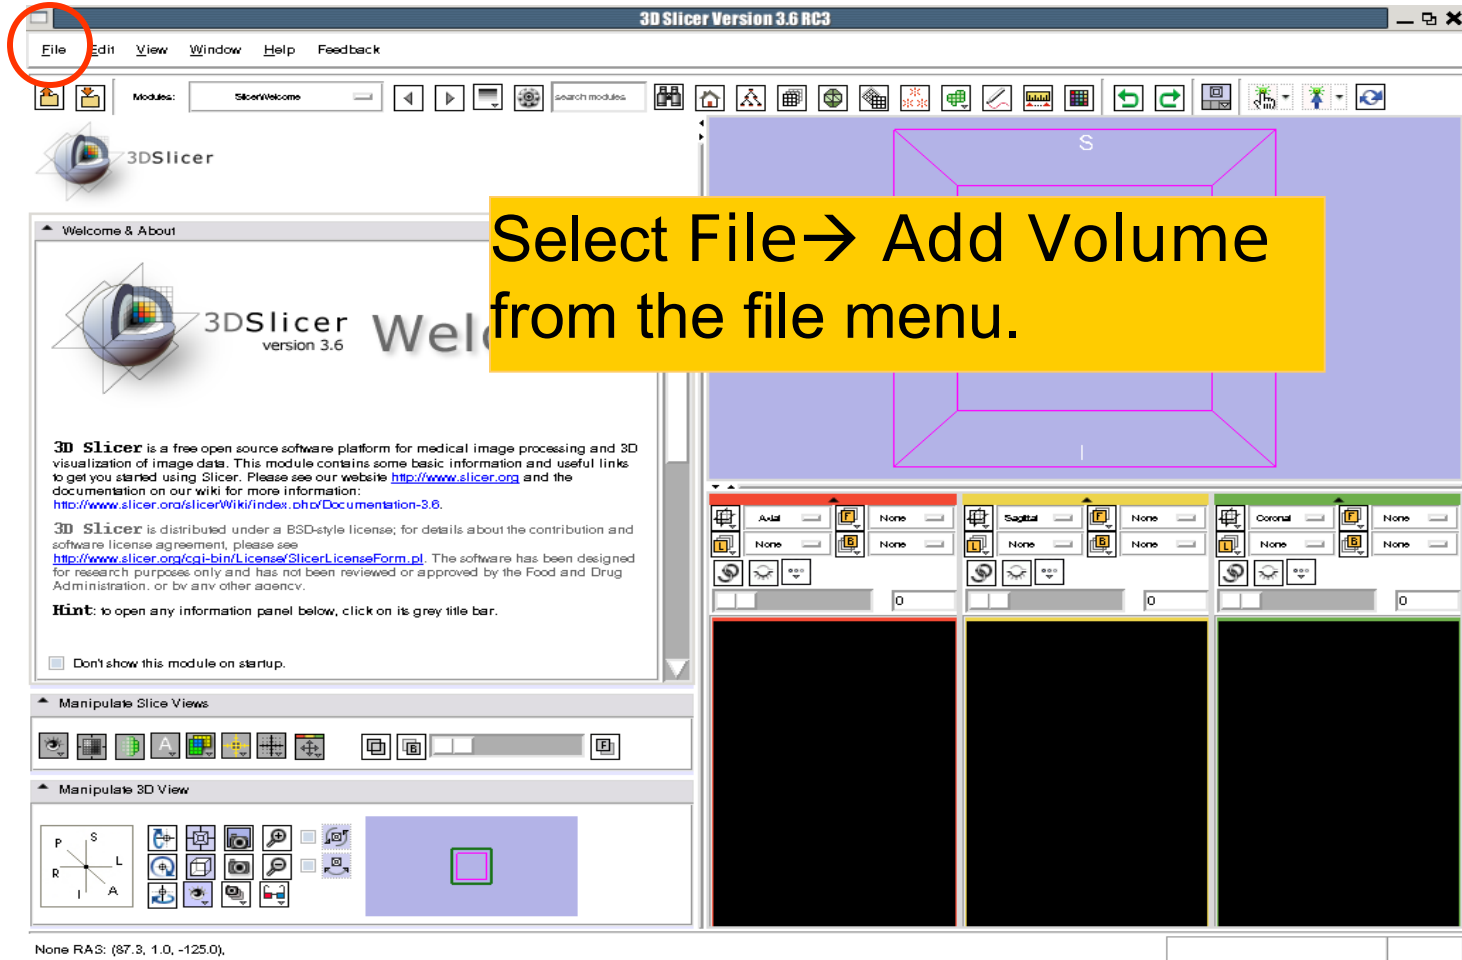 3D Slicer Version 3.6 RC3
File Edit View Window Help Feedback
Modules: SlicerWelcome search modules
3DSlicer
S
Welcome & About
Select File→ Add Volume
from the file menu.
3DSlicer
version 3.6
Welc
3D Slicer is a free open source software platform for medical image processing and 3D
visualization of image data. This module contains some basic information and useful links
to get you started using Slicer. Please see our website http://www.slicer.org and the
documentation on our wiki for more information:
http://www.slicer.org/slicerWiki/index.php/Documentation-3.6.
3D Slicer is distributed under a BSD-style license; for details about the contribution and
software license agreement, please see
http://www.slicer.org/cgi-bin/License/SlicerLicenseForm.pl. The software has been designed
for research purposes only and has not been reviewed or approved by the Food and Drug
Administration, or by any other agency.
Hint: to open any information panel below, click on its grey title bar.
Don't show this module on startup.
I
Axial F None Sagittal F None Coronal F None
L None B None L None B None L None B None
0 0 0
Manipulate Slice Views
A B F
Manipulate 3D View
P S
L
R
I A
None RAS: (87.3, 1.0, -125.0),